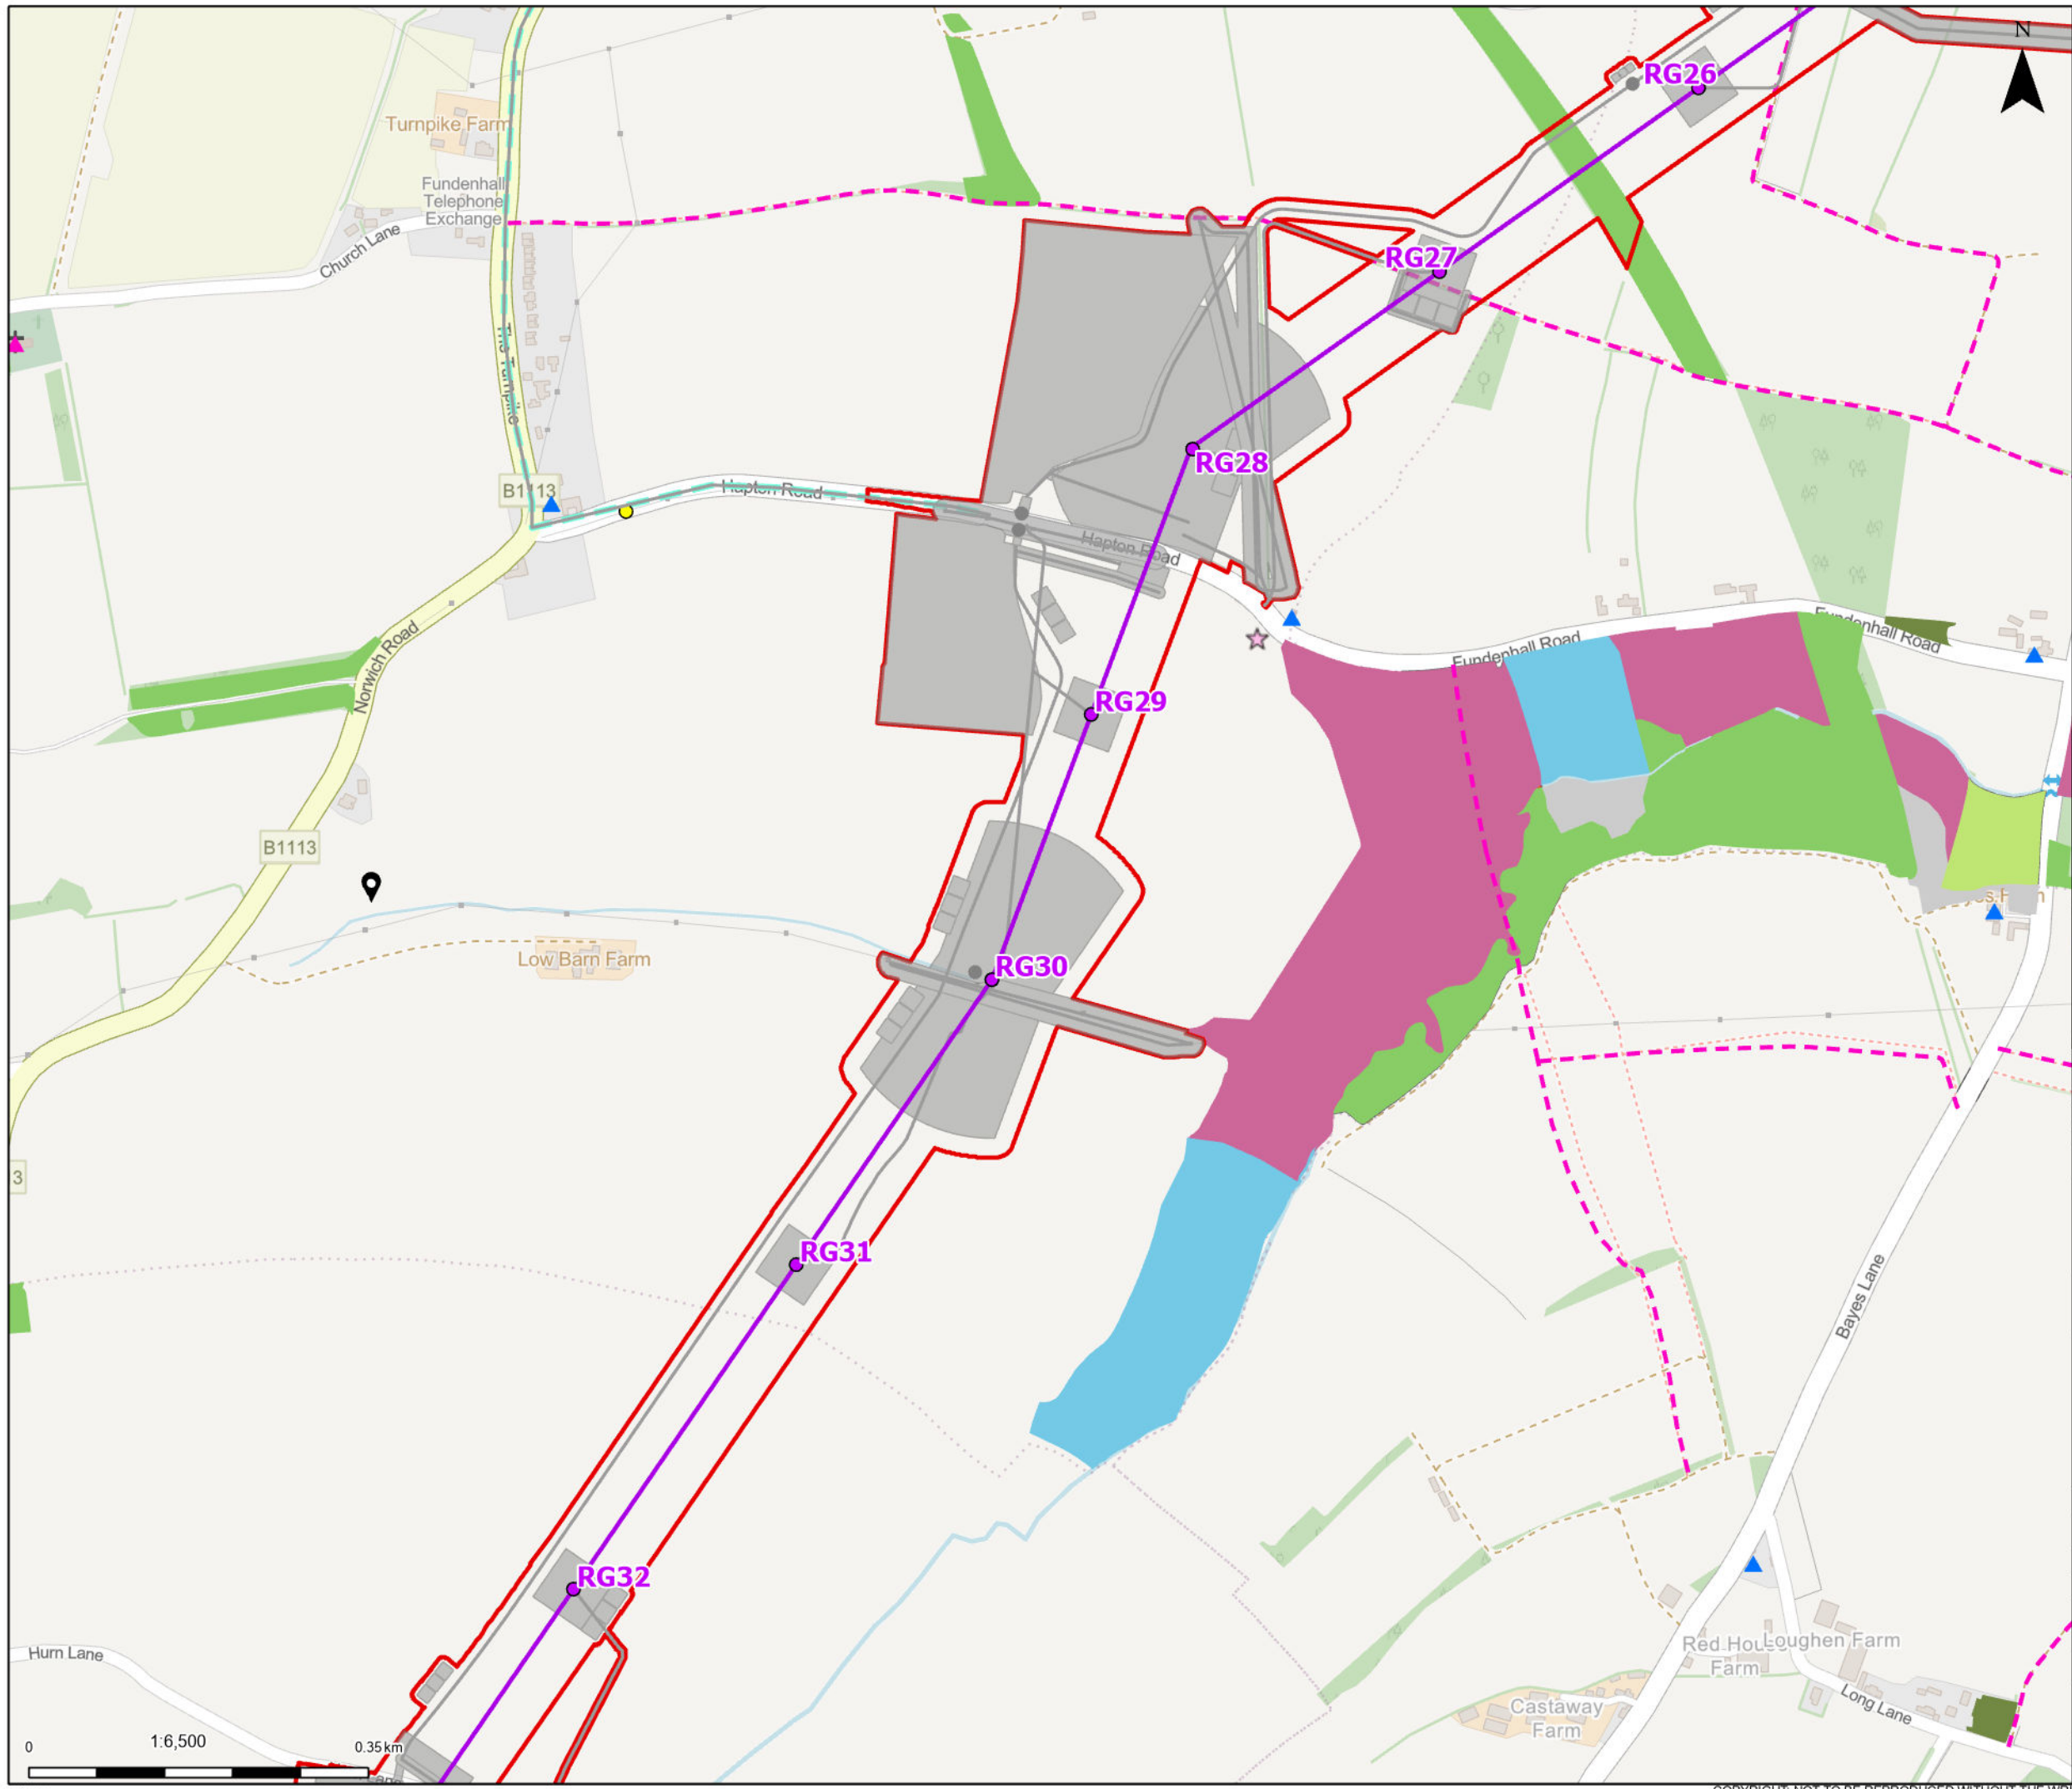 N
RG26
Turnpike Farm
Fundenhall
Telephone
Exchange
Church Lane
RG27
The Turnpike
RG28
B1113
Hapton Road
Hapton Road
Fundenhall Road
Fundenhall Road
Norwich Road
RG29
B1113
Low Barn Farm
RG30
3
RG31
Bayes Lane
RG32
Hurn Lane
Red House
Farm
Loughen Farm
Long Lane
Castaway
Farm
1:6,500
0
0.35 km